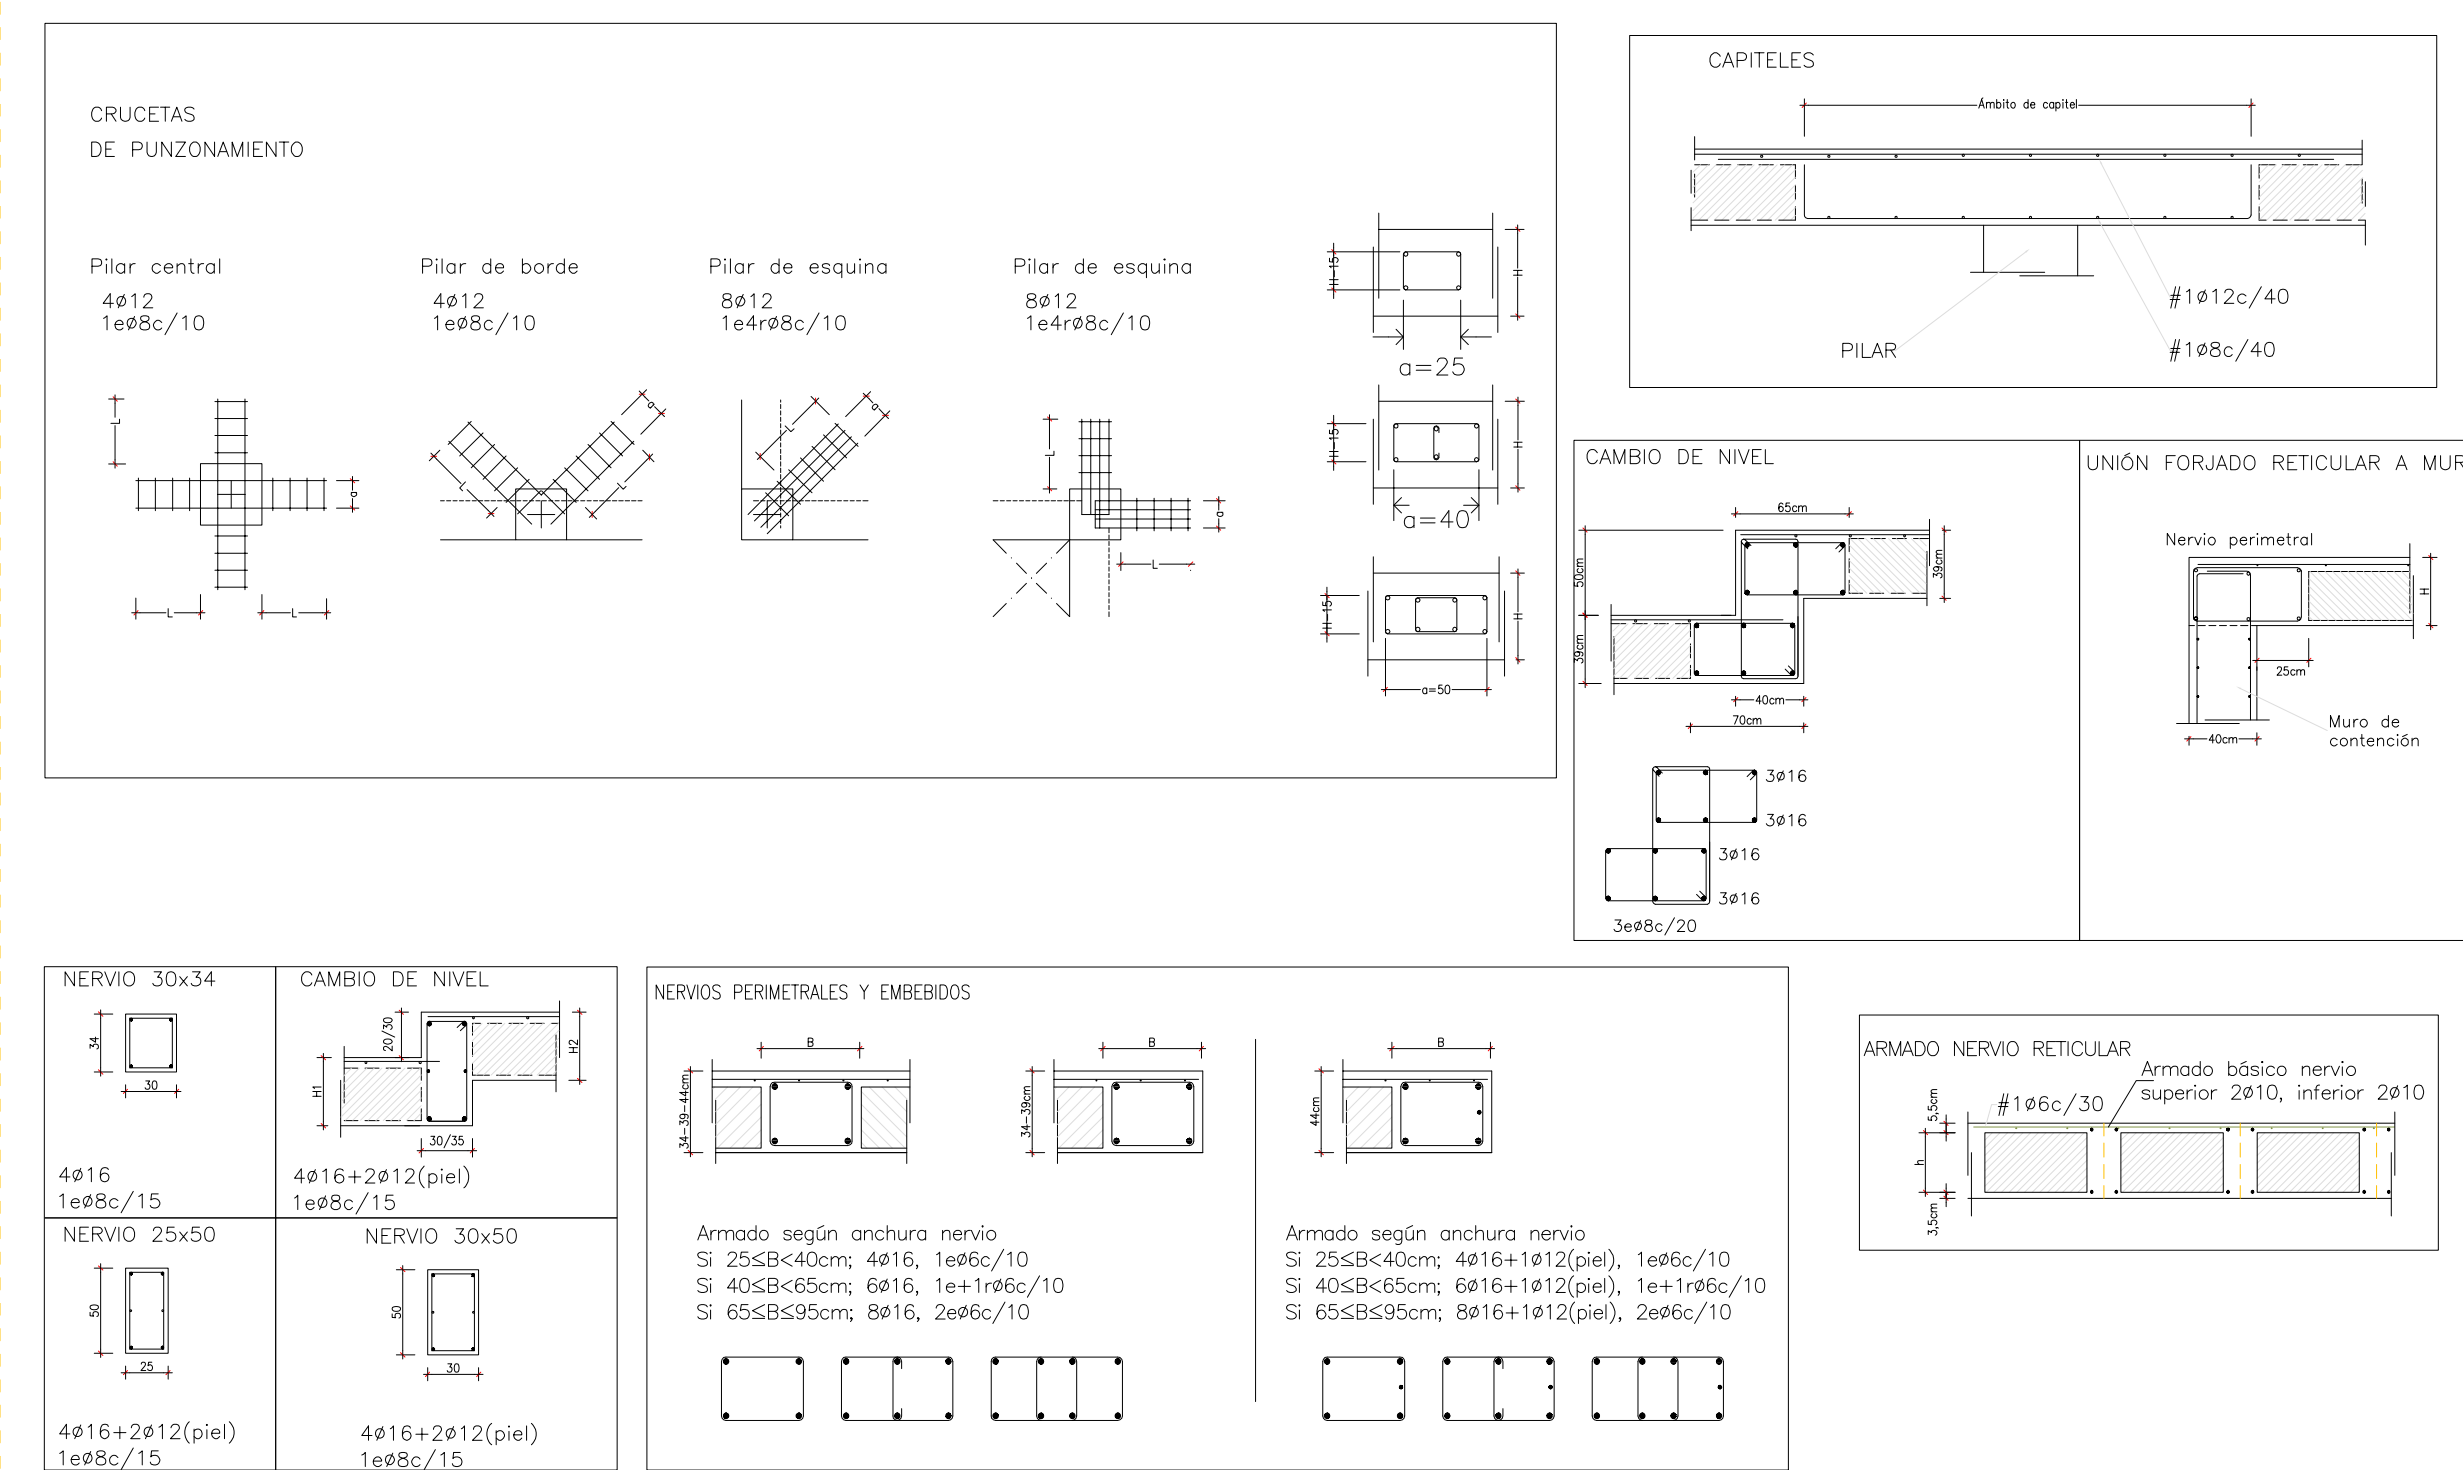 CRUCETAS
DE PUNZONAMIENTO
Pilar central
4ø12
1eø8c/10
L
a
L
L
Pilar de borde
4ø12
1eø8c/10
a
L
L
Pilar de esquina
8ø12
1e4rø8c/10
L
a
Pilar de esquina
8ø12
1e4rø8c/10
L
a
L
H-15
H
a=25
H-15
H
a=40
H-15
H
a=50
CAPITELES
Ámbito de capitel
#1ø12c/40
PILAR
#1ø8c/40
CAMBIO DE NIVEL
65cm
50cm
39cm
39cm
40cm
70cm
3ø16
3ø16
3ø16
3ø16
3eø8c/20
UNIÓN FORJADO RETICULAR A MUR
Nervio perimetral
H
25cm
Muro de
contención
40cm
NERVIO 30x34
34
30
4ø16
1eø8c/15
CAMBIO DE NIVEL
20/30
H2
H1
30/35
4ø16+2ø12(piel)
1eø8c/15
NERVIO 25x50
50
25
4ø16+2ø12(piel)
1eø8c/15
NERVIO 30x50
50
30
4ø16+2ø12(piel)
1eø8c/15
NERVIOS PERIMETRALES Y EMBEBIDOS
B
34-39-44cm
B
34-39cm
Armado según anchura nervio
Si 25≤B<40cm; 4ø16, 1eø6c/10
Si 40≤B<65cm; 6ø16, 1e+1rø6c/10
Si 65≤B≤95cm; 8ø16, 2eø6c/10
B
44cm
Armado según anchura nervio
Si 25≤B<40cm; 4ø16+1ø12(piel), 1eø6c/10
Si 40≤B<65cm; 6ø16+1ø12(piel), 1e+1rø6c/10
Si 65≤B≤95cm; 8ø16+1ø12(piel), 2eø6c/10
ARMADO NERVIO RETICULAR
Armado básico nervio
superior 2ø10, inferior 2ø10
#1ø6c/30
5,5cm
h
3,5cm